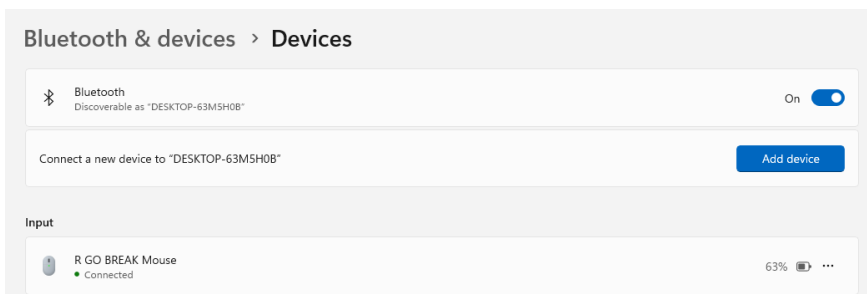 Bluetooth & devices > Devices
Bluetooth
Discoverable as "DESKTOP-63M5H0B"
On
Connect a new device to "DESKTOP-63M5H0B"
Add device
Input
R GO BREAK Mouse
Connected
63%